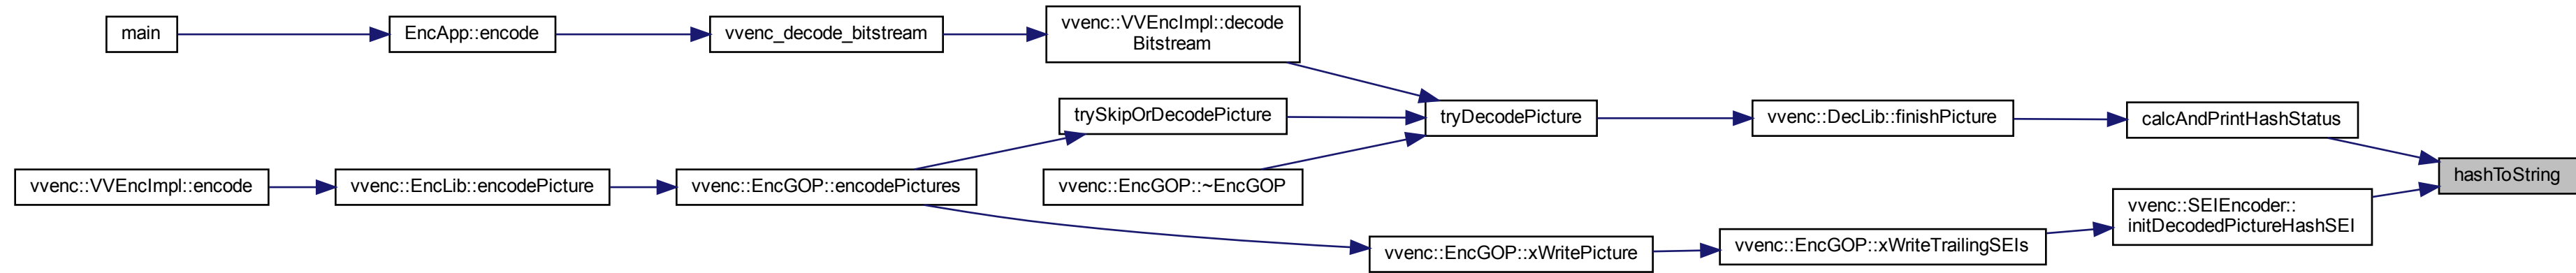 main
EncApp::encode
vvenc_decode_bitstream
vvenc::VVEncImpl::decode
Bitstream
trySkipOrDecodePicture
tryDecodePicture
vvenc::DecLib::finishPicture
calcAndPrintHashStatus
hashToString
vvenc::VVEncImpl::encode
vvenc::EncLib::encodePicture
vvenc::EncGOP::encodePictures
vvenc::EncGOP::~EncGOP
vvenc::SEIEncoder::
initDecodedPictureHashSEI
vvenc::EncGOP::xWritePicture
vvenc::EncGOP::xWriteTrailingSEIs